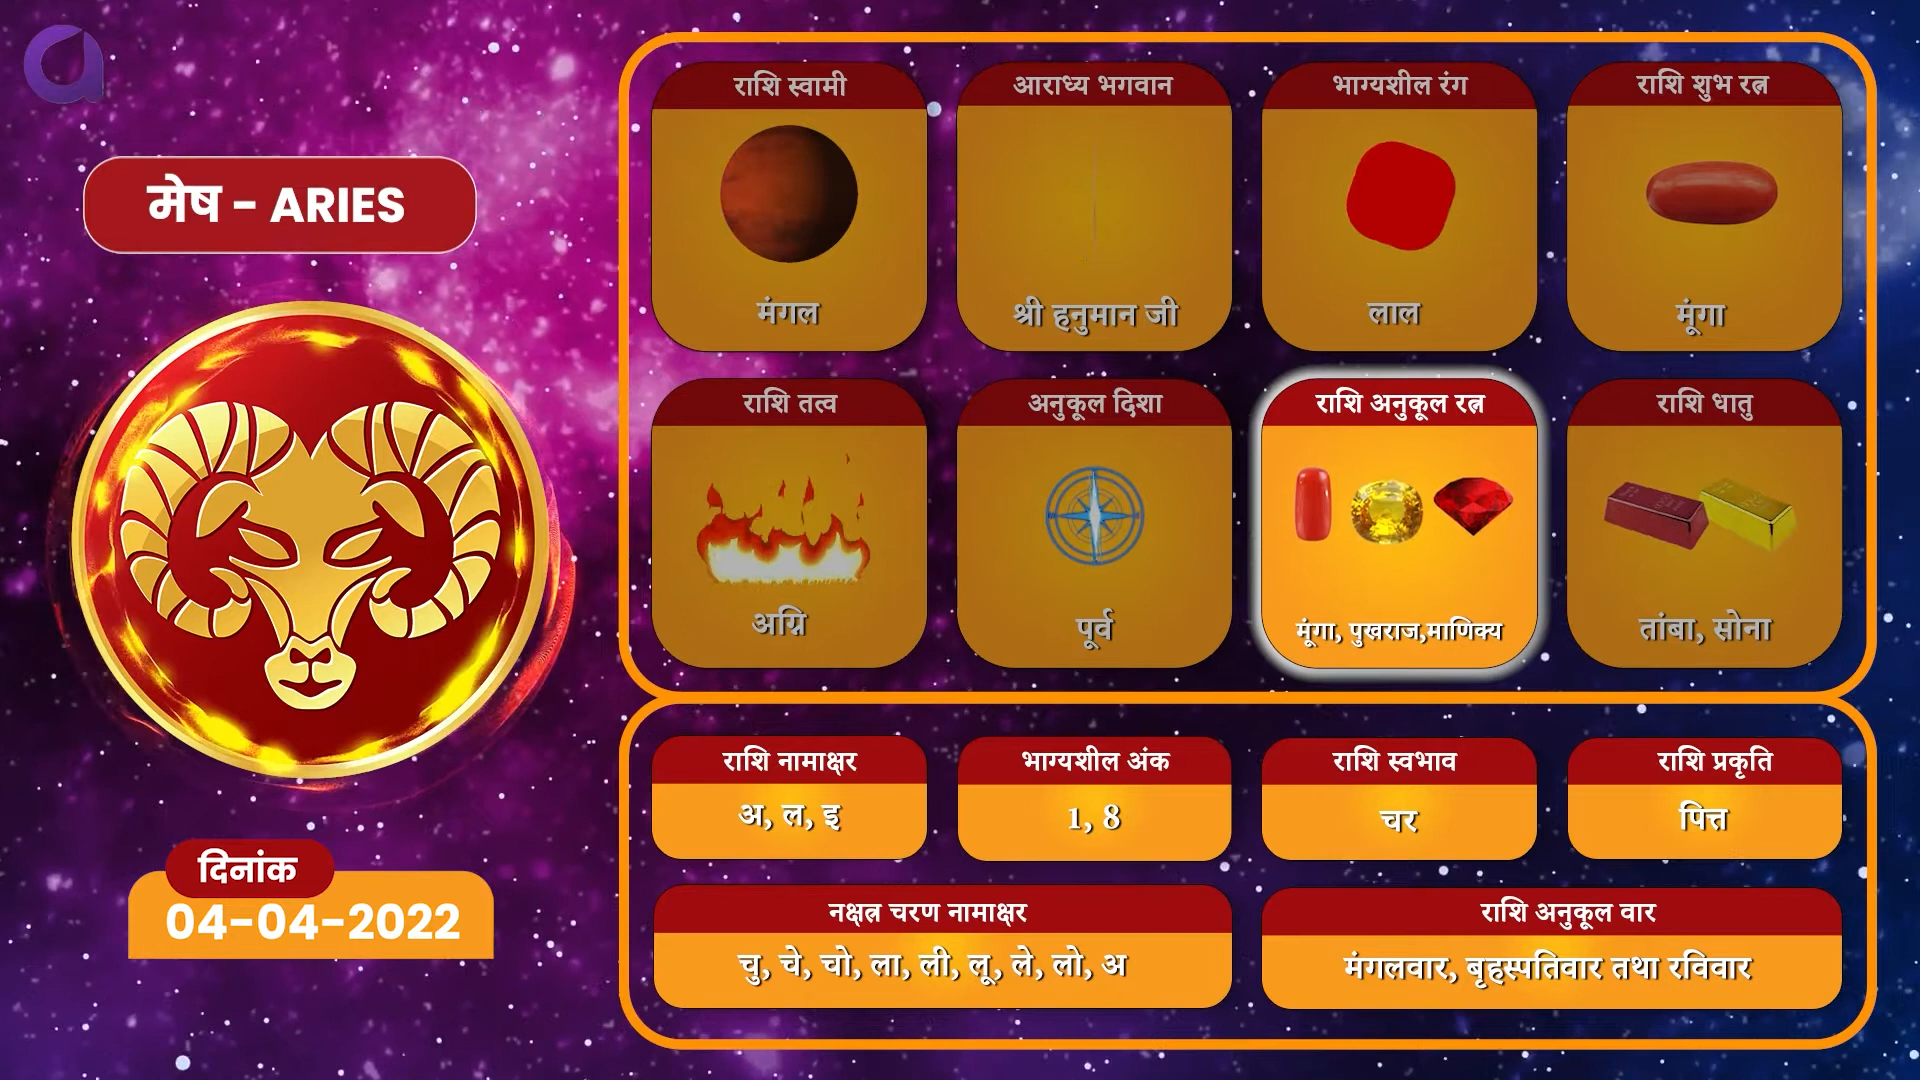 मेष - ARIES
दिनांक
04-04-2022
राशि स्वामी
मंगल
आराध्य भगवान
श्री हनुमान जी
भाग्यशील रंग
लाल
राशि शुभ रत्न
मूंगा
राशि तत्व
अग्नि
अनुकूल दिशा
पूर्व
राशि अनुकूल रत्न
मूंगा, पुखराज,माणिक्य
राशि धातु
तांबा, सोना
राशि नामाक्षर
अ, ल, इ
भाग्यशील अंक
1, 8
राशि स्वभाव
चर
राशि प्रकृति
पित्त
नक्षत्र चरण नामाक्षर
चु, चे, चो, ला, ली, लू, ले, लो, अ
राशि अनुकूल वार
मंगलवार, बृहस्पतिवार तथा रविवार